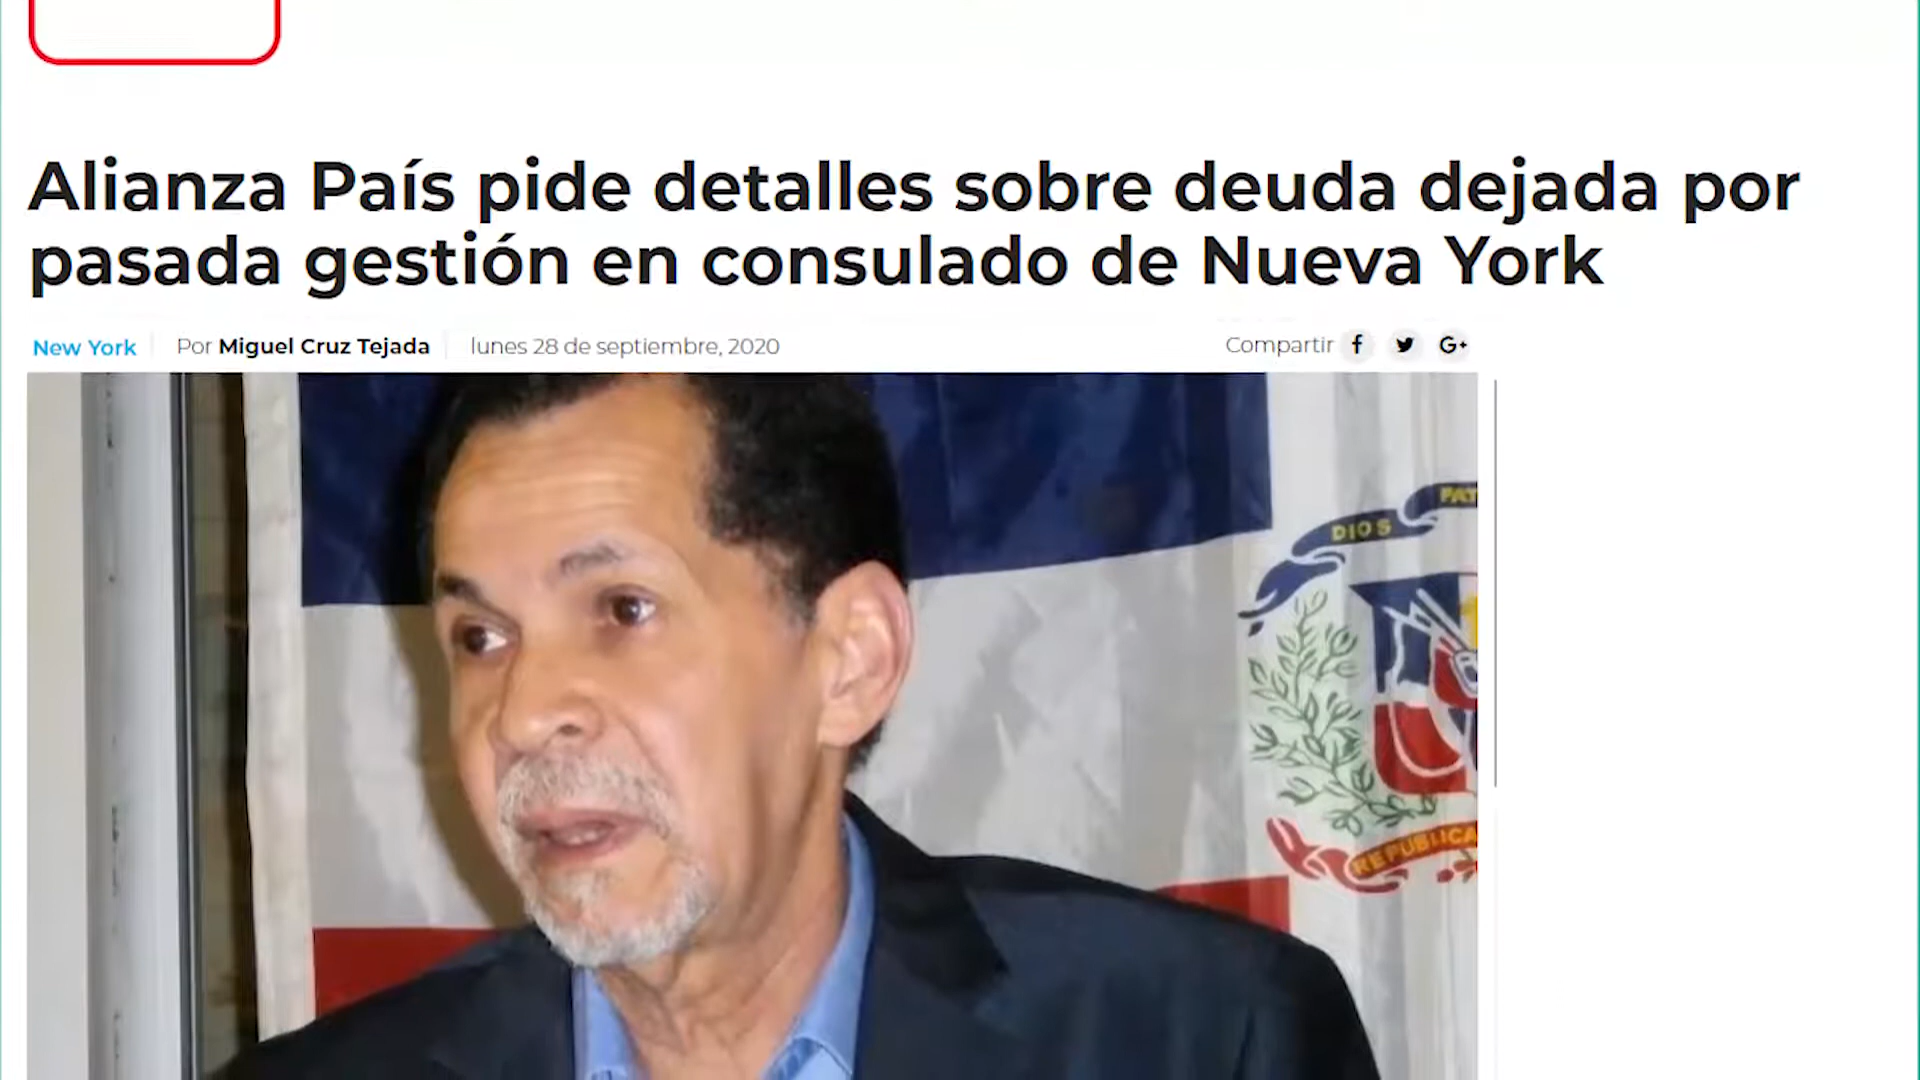 Alianza País pide detalles sobre deuda dejada por
pasada gestión en consulado de Nueva York
New York Por Miguel Cruz Tejada lunes 28 de septiembre, 2020 Compartir f G+
DIOS PAT
REPUBLICA